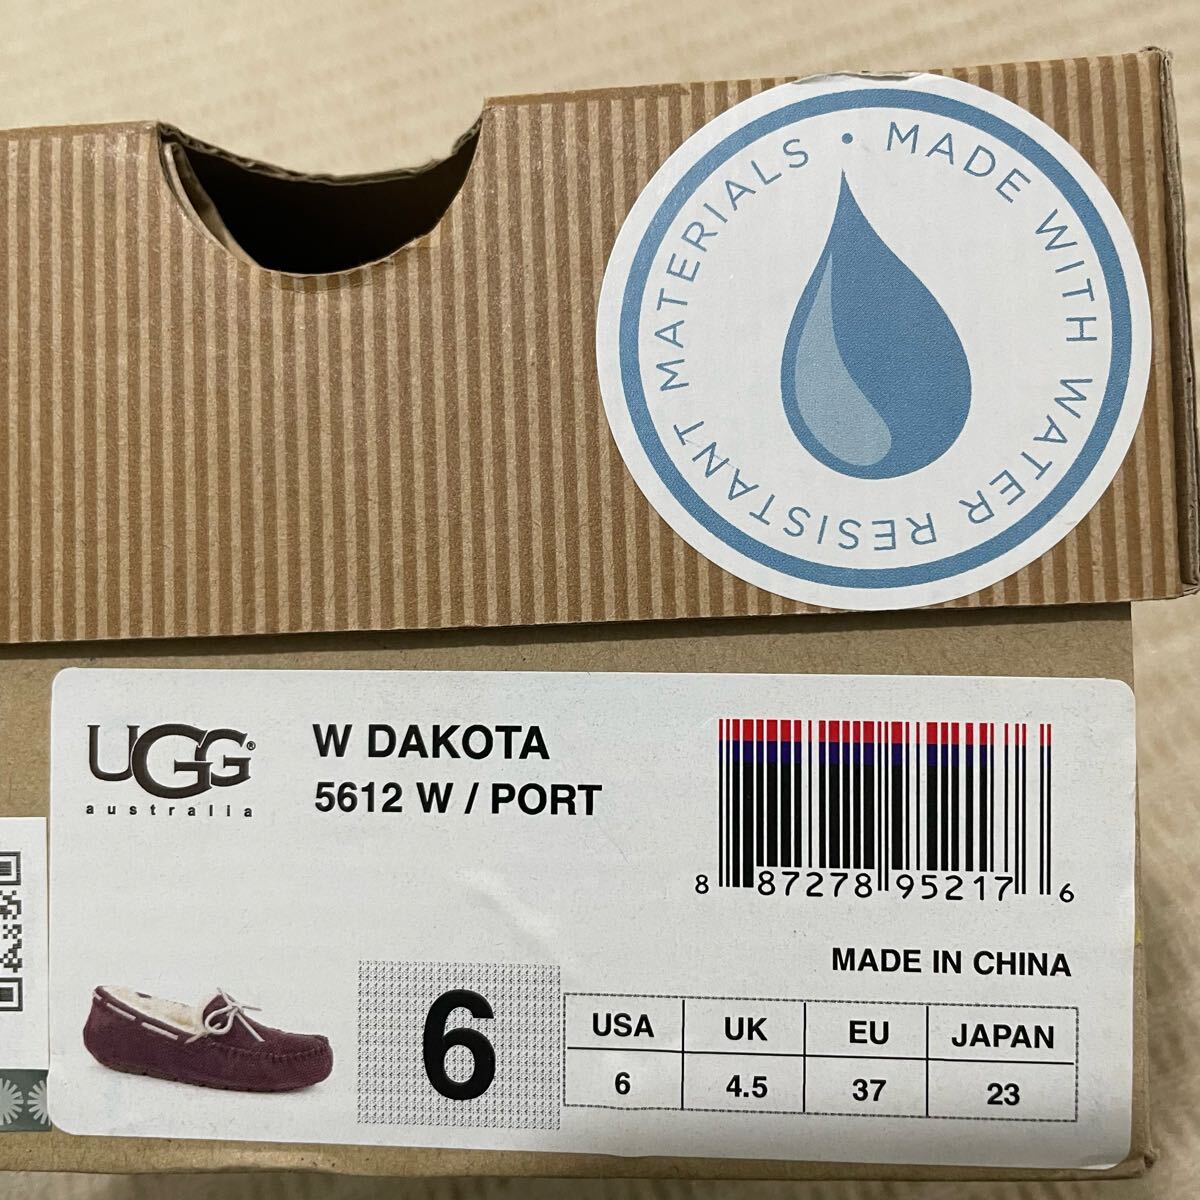 • MADE WITH WATER RESISTANT MATERIALS
UGG®
australia
W DAKOTA
5612 W / PORT
8 87278 95217 6
MADE IN CHINA
6
USA UK EU JAPAN
6 4.5 37 23